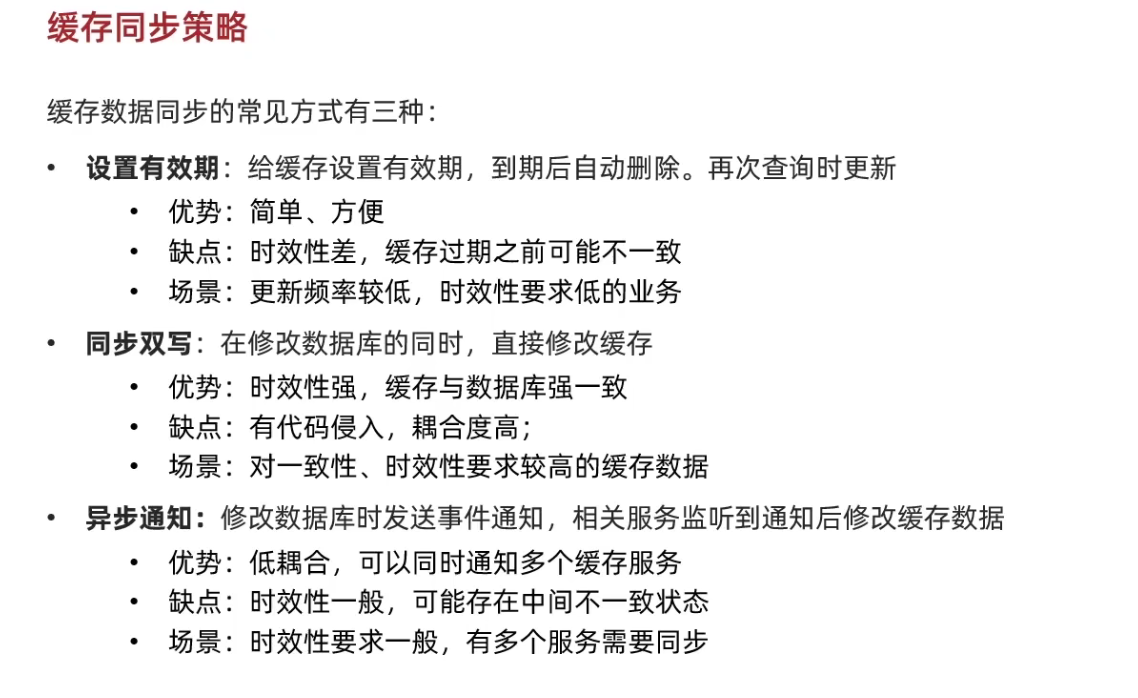 缓存同步策略
缓存数据同步的常见方式有三种：
• 设置有效期：给缓存设置有效期，到期后自动删除。再次查询时更新
• 优势：简单、方便
• 缺点：时效性差，缓存过期之前可能不一致
• 场景：更新频率较低，时效性要求低的业务
• 同步双写：在修改数据库的同时，直接修改缓存
• 优势：时效性强，缓存与数据库强一致
• 缺点：有代码侵入，耦合度高；
• 场景：对一致性、时效性要求较高的缓存数据
• 异步通知：修改数据库时发送事件通知，相关服务监听到通知后修改缓存数据
• 优势：低耦合，可以同时通知多个缓存服务
• 缺点：时效性一般，可能存在中间不一致状态
• 场景：时效性要求一般，有多个服务需要同步